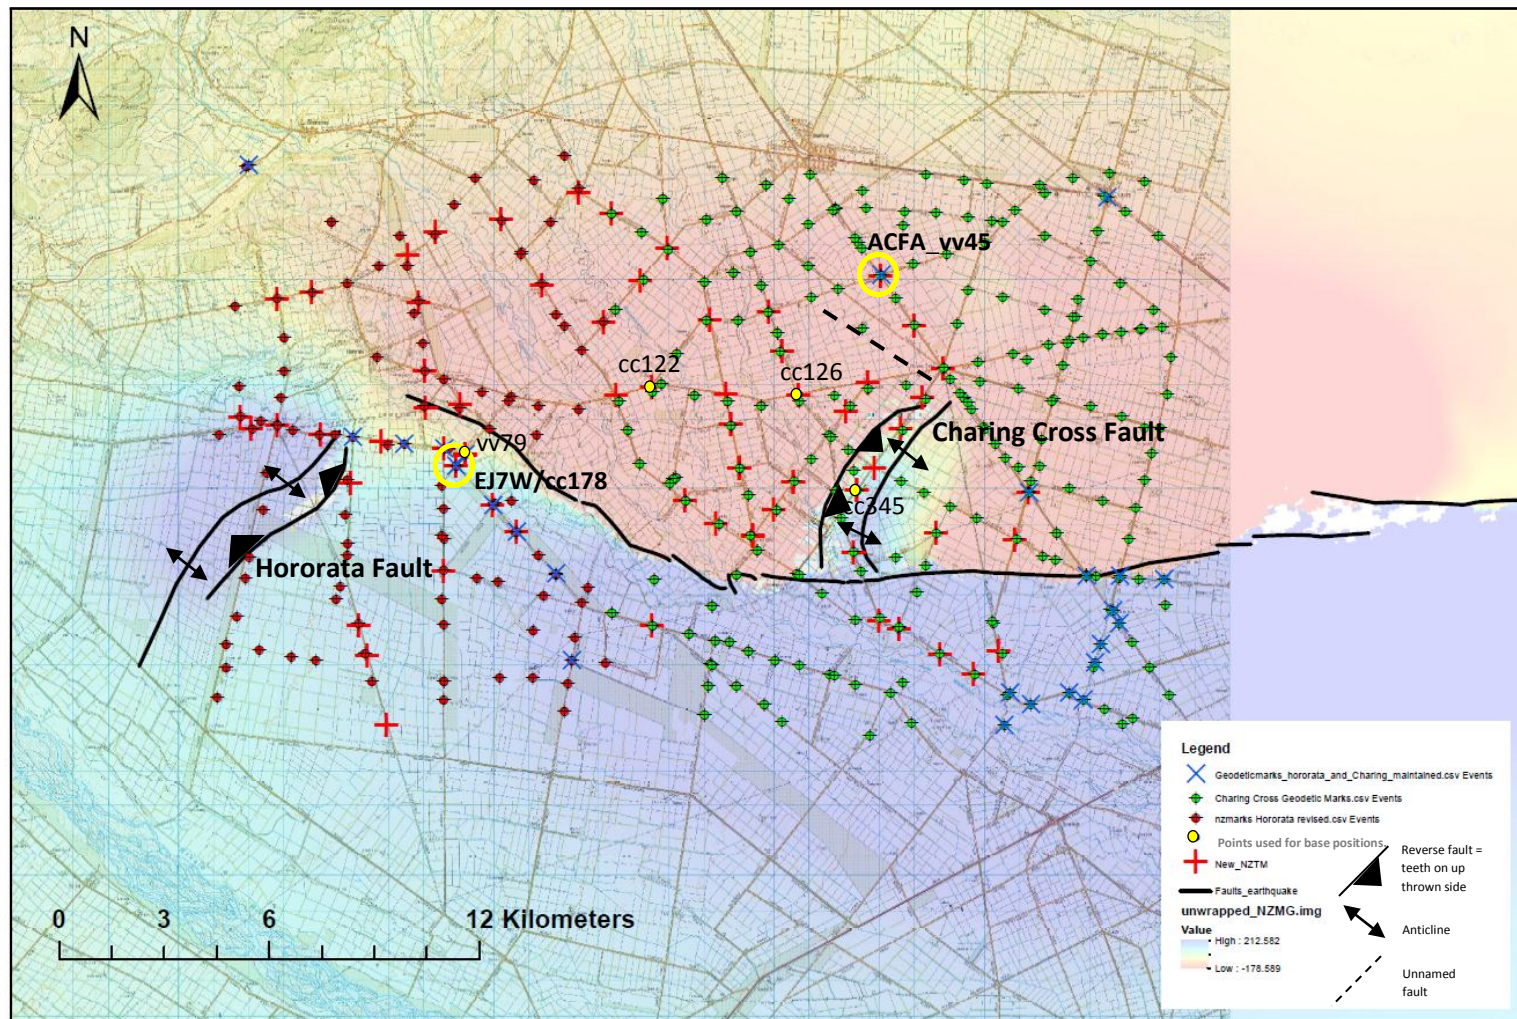 N
ACFA_vv45
cc122
cc126
Charing Cross Fault
vv79
EJ7W/cc178
cc345
Hororata Fault
0 3 6 12 Kilometers
Legend
Geodeticmarks_hororata_and_Charing_maintained.csv Events
Charing Cross Geodetic Marks.csv Events
nzmarks Hororata revised.csv Events
Points used for base positions.
New_NZTM
Faults_earthquake
unwrapped_NZMG.img
Value
High : 212.582
Low : -178.589
Reverse fault =
teeth on up
thrown side
Anticline
Unnamed
fault